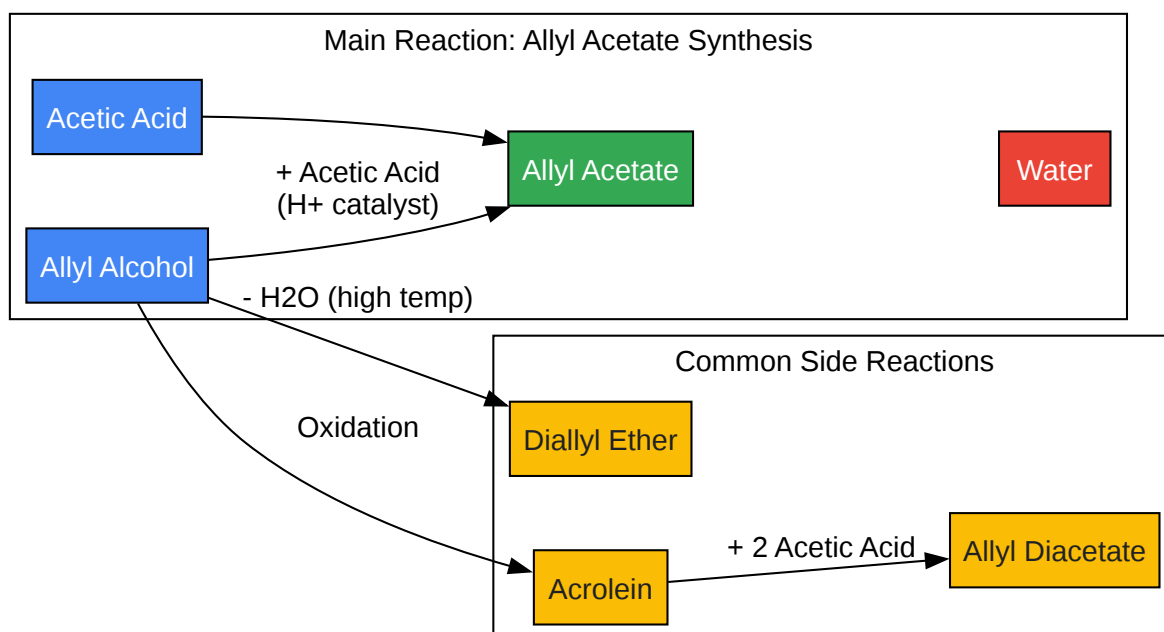 Main Reaction: Allyl Acetate Synthesis
Acetic Acid
+ Acetic Acid
(H+ catalyst)
Allyl Acetate
Water
Allyl Alcohol
- H2O (high temp)
Common Side Reactions
Oxidation
Diallyl Ether
Acrolein
+ 2 Acetic Acid
Allyl Diacetate